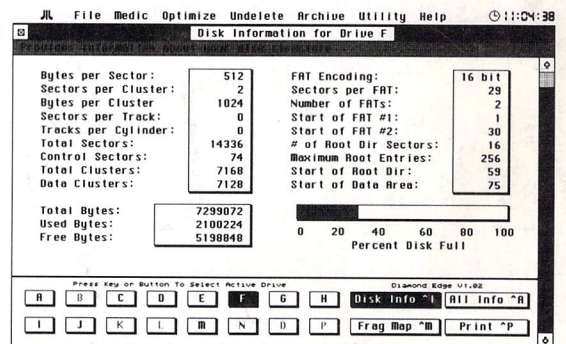 File Medic Optimize Undelete Archive Utility Help 11:04:38
Disk Information for Drive F
Provides information about your disk structure
Bytes per Sector: 512
Sectors per Cluster: 2
Bytes per Cluster 1024
Sectors per Track: 0
Tracks per Cylinder: 0
Total Sectors: 14336
Control Sectors: 74
Total Clusters: 7168
Data Clusters: 7128
FAT Encoding: 16 bit
Sectors per FAT: 29
Number of FATs: 2
Start of FAT #1: 1
Start of FAT #2: 30
# of Root Dir Sectors: 16
Maximum Root Entries: 256
Start of Root Dir: 59
Start of Data Area: 75
Total Bytes: 7299072
Used Bytes: 2100224
Free Bytes: 5198848
0 20 40 60 80 100
Percent Disk Full
Press Key or Button To Select Active Drive
Diamond Edge v1.02
A B C D E F G H Disk Info ^I All Info ^A
I J K L M N O P Frag Map ^M Print ^P